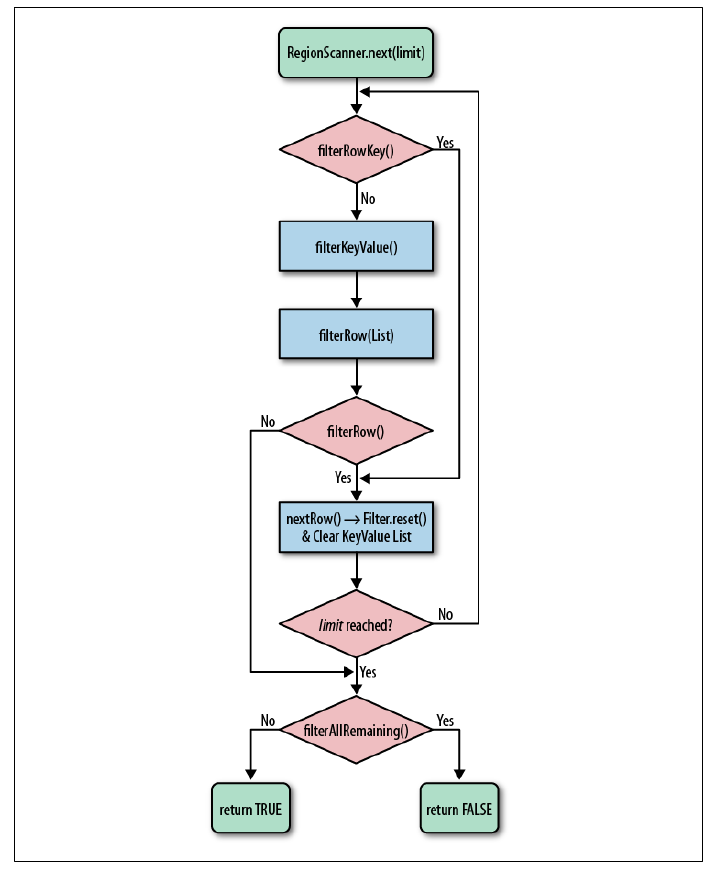 RegionScanner.next(limit)
filterRowKey()
Yes
No
filterKeyValue()
filterRow(List)
No
filterRow()
Yes
nextRow() → Filter.reset()
& Clear KeyValue List
limit reached?
No
Yes
No
filterAllRemaining()
Yes
return TRUE
return FALSE